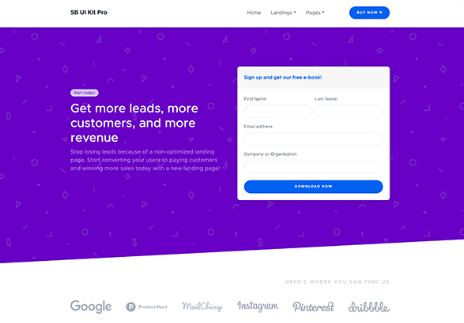 SB UI Kit Pro
Home Landings Pages
BUY NOW
Start today!
Get more leads, more
customers, and more
revenue
Stop losing leads because of a non-optimized landing
page. Start converting your users to paying customers
and winning more sales today with a new landing page!
Sign up and get our free e-book!
First Name Last Name
Email address
Company or Organisation
DOWNLOAD NOW
HERE'S WHERE YOU CAN FIND US
Google Product Hunt MailChimp Instagram Pinterest dribbble